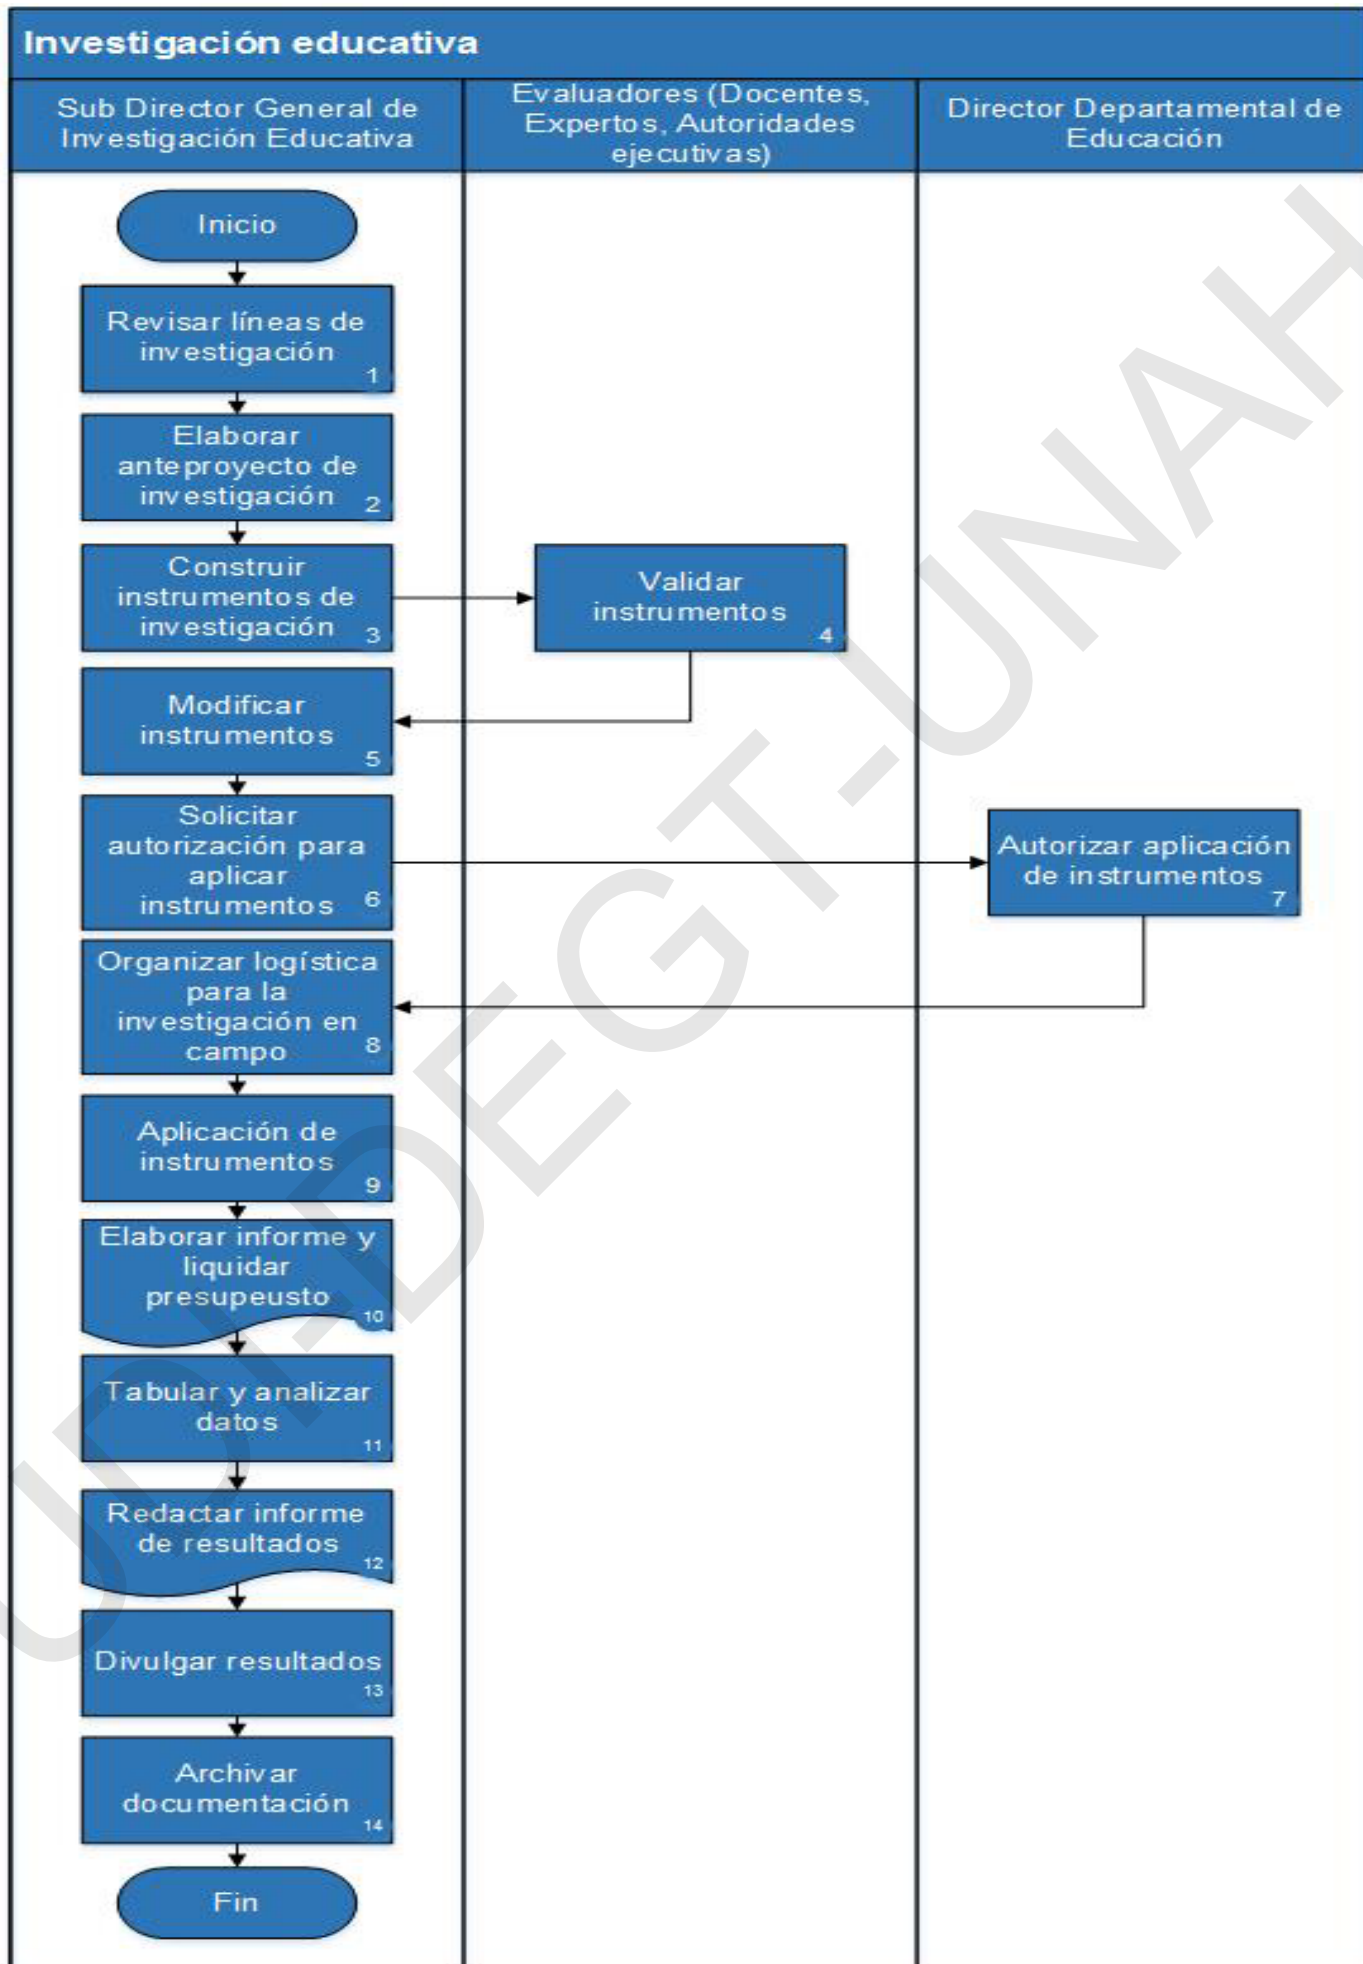 Investigación educativa
Sub Director General de
Investigación Educativa
Evaluadores (Docentes,
Expertos, Autoridades
ejecutivas)
Director Departamental de
Educación
Inicio
Revisar líneas de
investigación
1
Elaborar
anteproyecto de
investigación
2
Construir
instrumentos de
investigación
3
Validar
instrumentos
4
Modificar
instrumentos
5
Solicitar
autorización para
aplicar
instrumentos
6
Autorizar aplicación
de instrumentos
7
Organizar logística
para la
investigación en
campo
8
Aplicación de
instrumentos
9
Elaborar informe y
liquidar
presupeusto
10
Tabular y analizar
datos
11
Redactar informe
de resultados
12
Divulgar resultados
13
Archivar
documentación
14
Fin
UDI-DEGT-UNAH